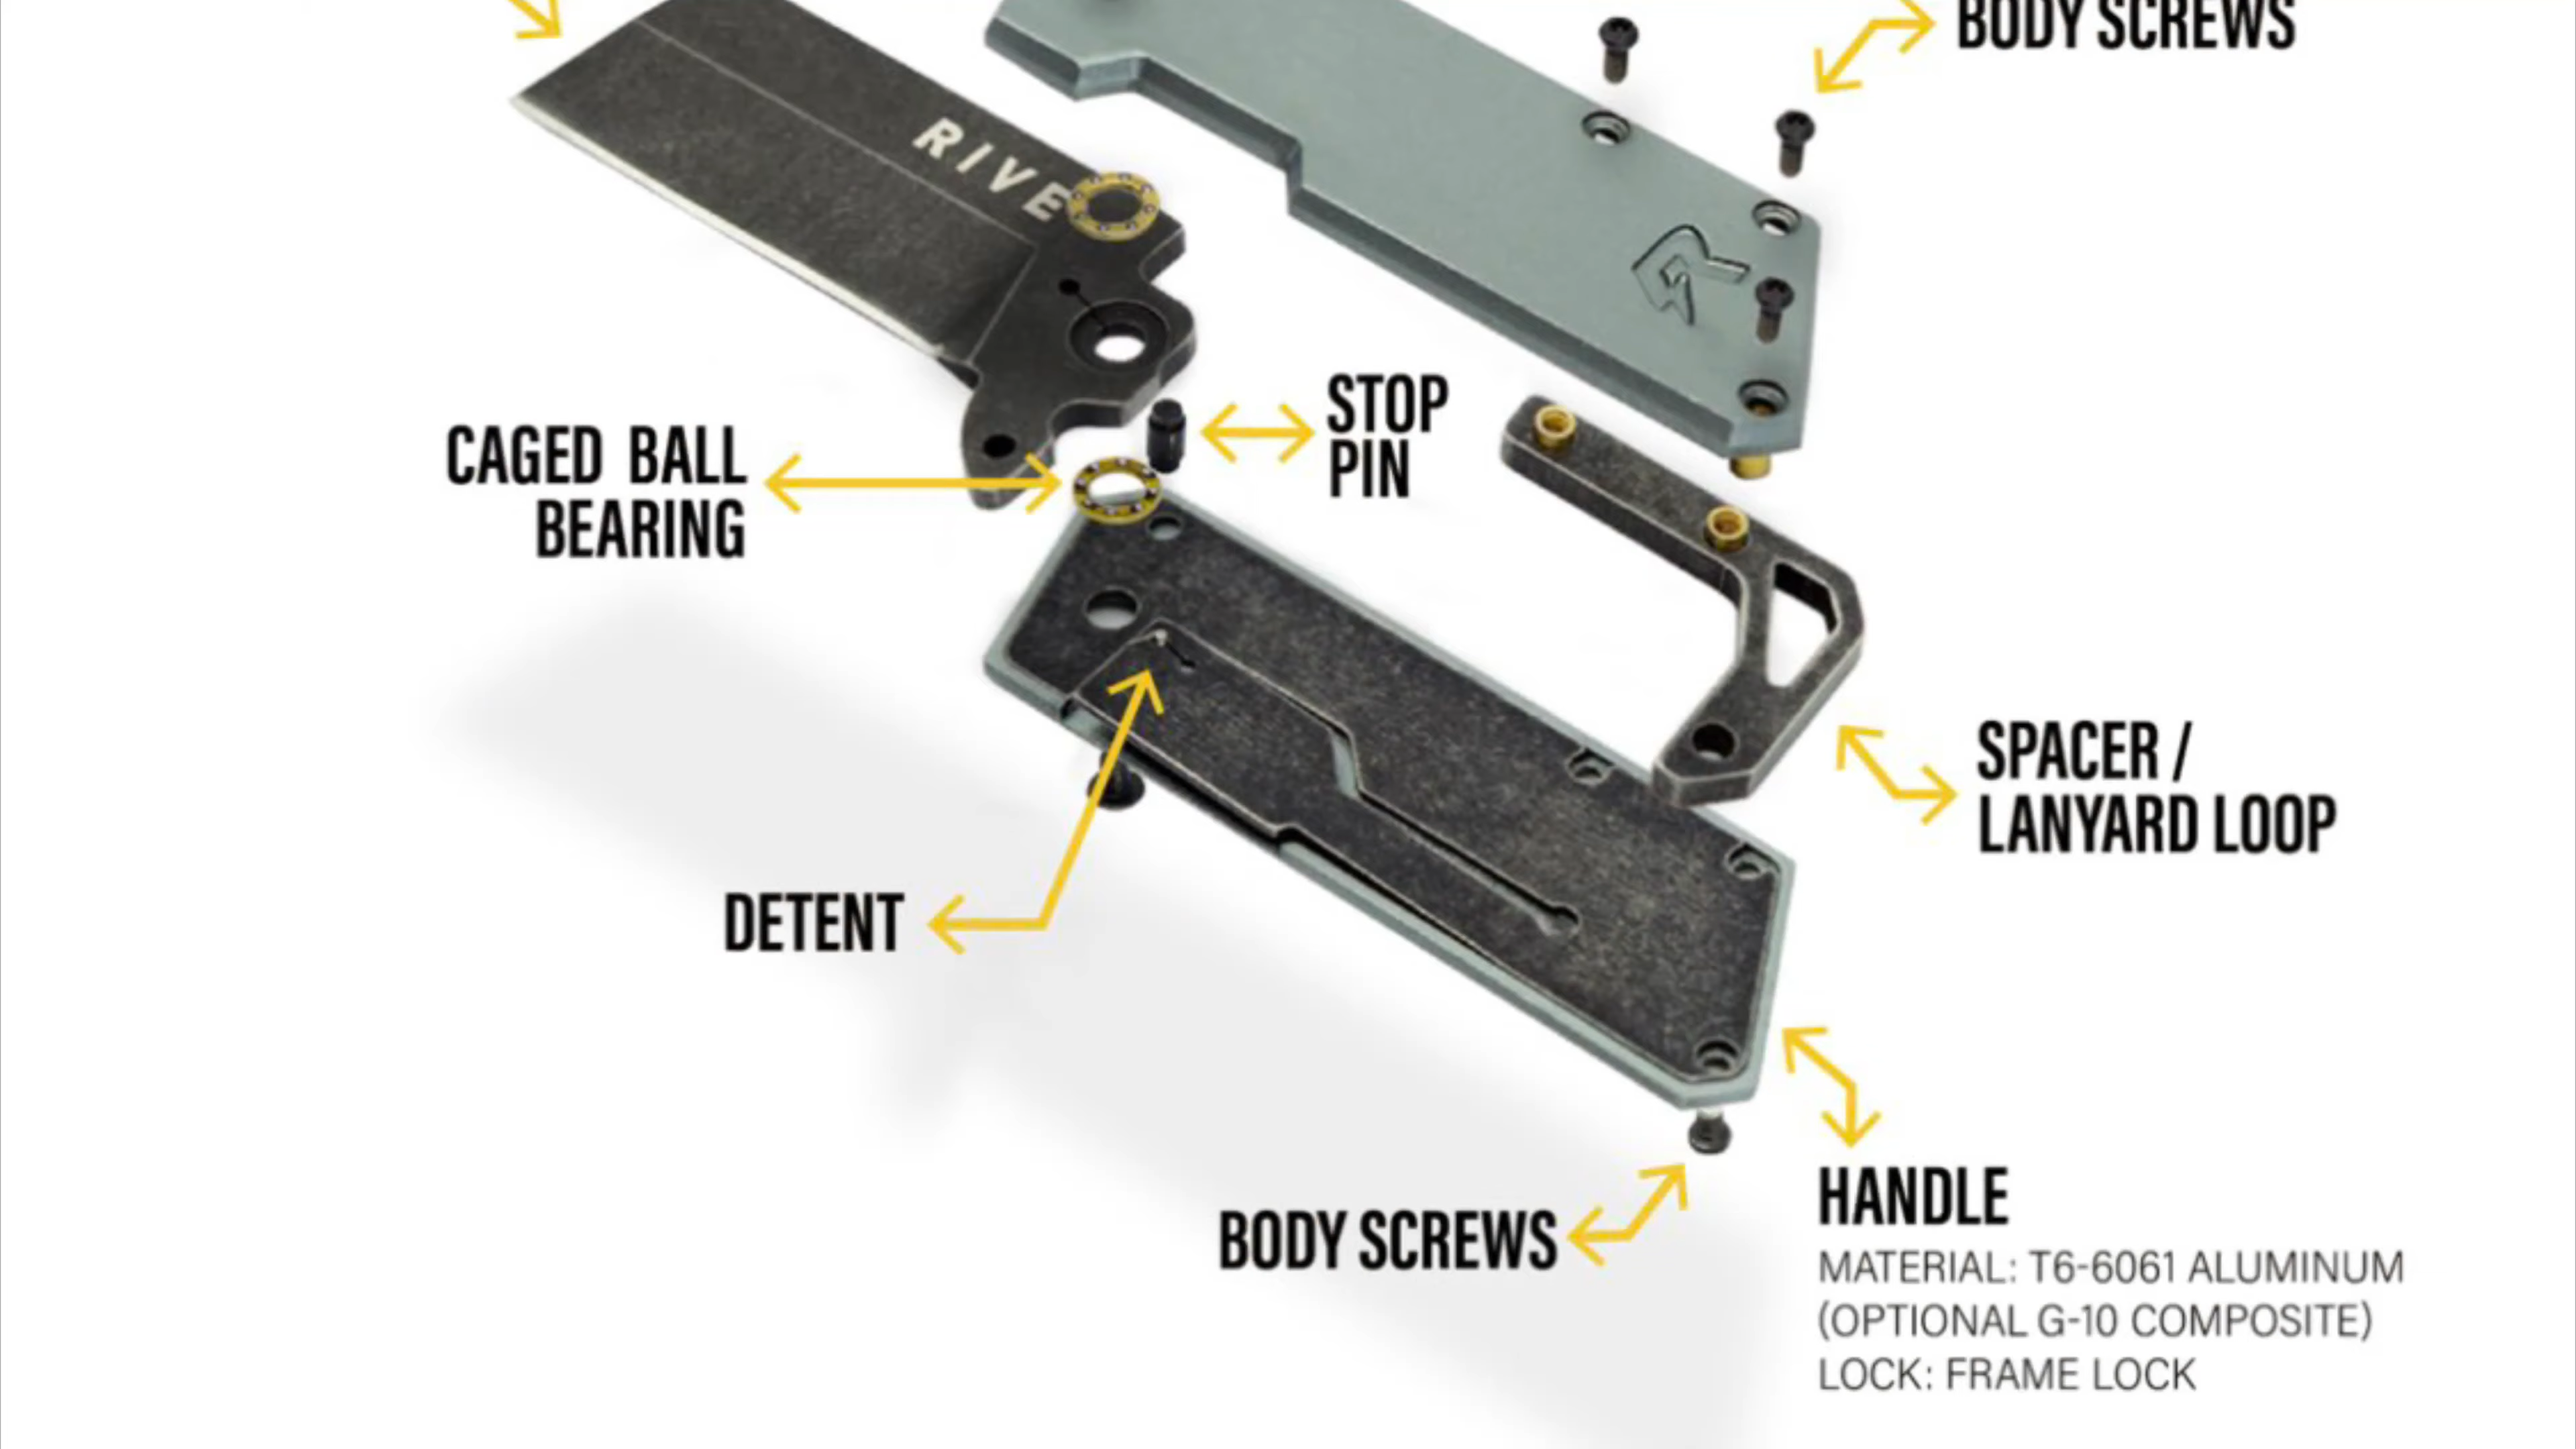 BODY SCREWS
RIVE
STOP
PIN
CAGED BALL
BEARING
SPACER /
LANYARD LOOP
DETENT
HANDLE
BODY SCREWS
MATERIAL: T6-6061 ALUMINUM
(OPTIONAL G-10 COMPOSITE)
LOCK: FRAME LOCK